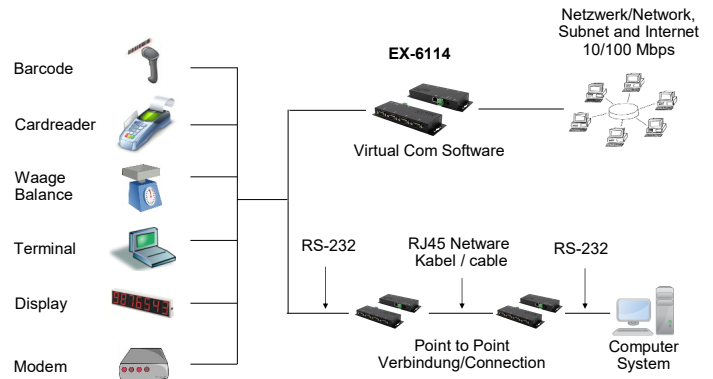 Barcode
Cardreader
Waage
Balance
Terminal
Display
9876543
Modem
EX-6114
Virtual Com Software
Netzwerk/Network,
Subnet and Internet
10/100 Mbps
RS-232
RJ45 Netware
Kabel / cable
RS-232
Point to Point
Verbindung/Connection
Computer
System